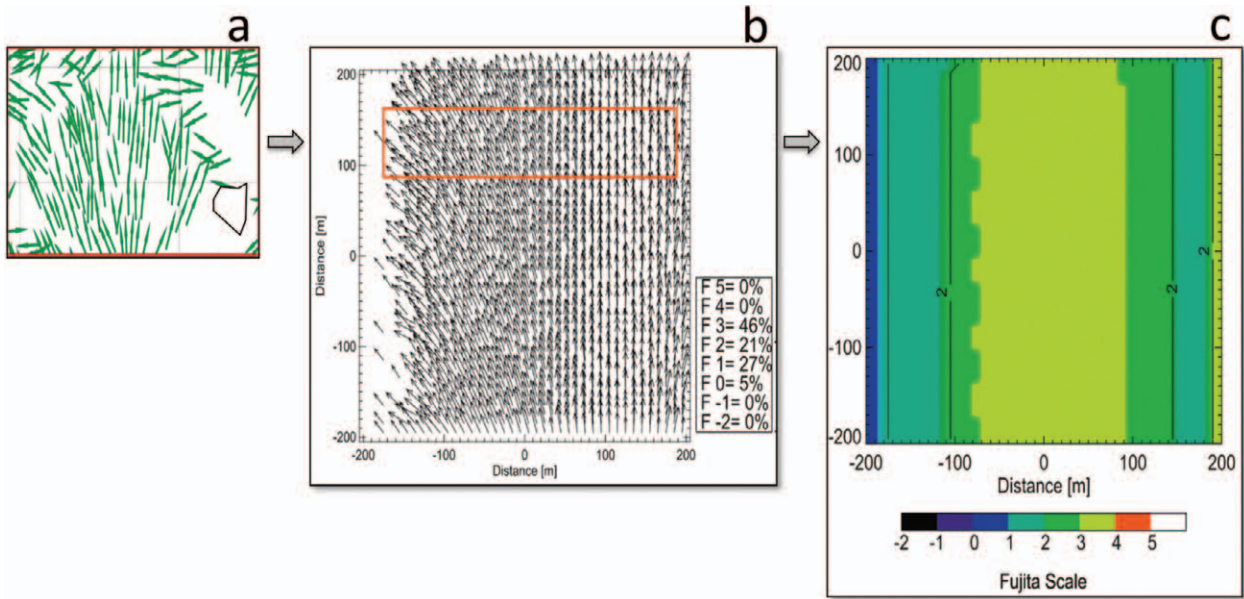 a
b
c
200
100
0
-100
-200
Distance [m]
-200
-100
0
100
200
Distance [m]
F 5= 0%
F 4= 0%
F 3= 46%
F 2= 21%
F 1= 27%
F 0= 5%
F -1= 0%
F -2= 0%
200
100
0
-100
-200
2
2
2
-200
-100
0
100
200
Distance [m]
-2 -1 0 1 2 3 4 5
Fujita Scale